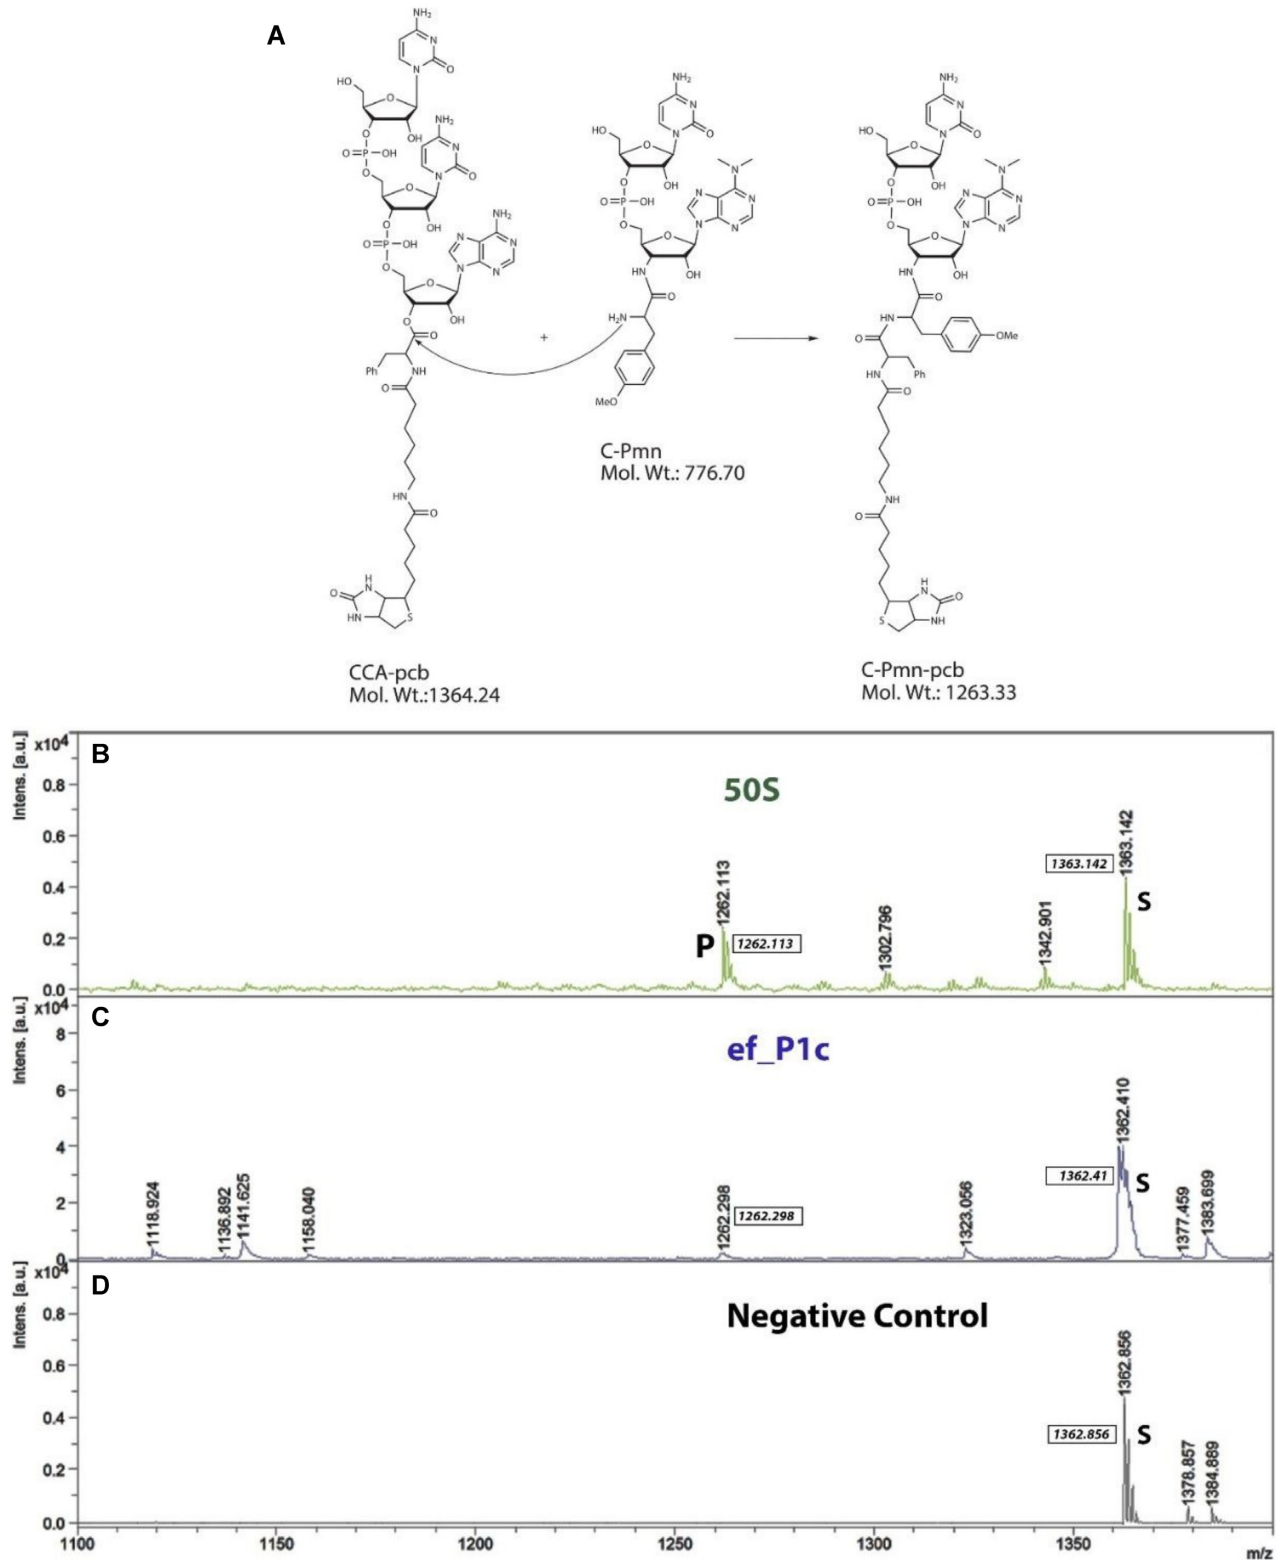 A
NH2
N
N
O
HO
O
OH
O
O=P-OH
O
NH2
N
N
O
O
OH
O
O=P-OH
O
NH2
N
N
N
N
O
OH
O
O
Ph
NH
O
HN
O
H
N
O
HN
S
CCA-pcb
Mol. Wt.:1364.24
+
NH2
N
N
O
HO
O
OH
O
O=P-OH
O
N
N
N
N
N
O
HN
OH
O
H2N
MeO
C-Pmn
Mol. Wt.: 776.70
NH2
N
N
O
HO
O
OH
O
O=P-OH
O
N
N
N
N
N
O
HN
OH
O
HN
OMe
O
HN
Ph
O
NH
O
H
N
O
S
NH
C-Pmn-pcb
Mol. Wt.: 1263.33
B
50S
Intens. [a.u.]
x104
0.8
0.6
0.4
0.2
0.0
P
1262.113
1262.113
1302.796
1342.901
1363.142
1363.142
S
C
ef_P1c
Intens. [a.u.]
x104
8
6
4
2
0
1118.924
1136.892
1141.625
1158.040
1262.298
1262.298
1323.056
1362.41
1362.410
S
1377.459
1383.699
D
Negative Control
Intens. [a.u.]
x104
0.8
0.6
0.4
0.2
0.0
1362.856
1362.856
S
1378.857
1384.889
1100
1150
1200
1250
1300
1350
m/z